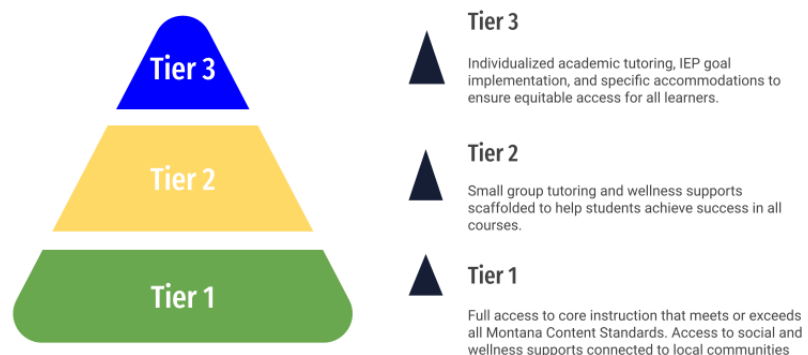 Tier 3
Tier 2
Tier 1
Tier 3
Individualized academic tutoring, IEP goal
implementation, and specific accommodations to
ensure equitable access for all learners.
Tier 2
Small group tutoring and wellness supports
scaffolded to help students achieve success in all
courses.
Tier 1
Full access to core instruction that meets or exceeds
all Montana Content Standards. Access to social and
wellness supports connected to local communities